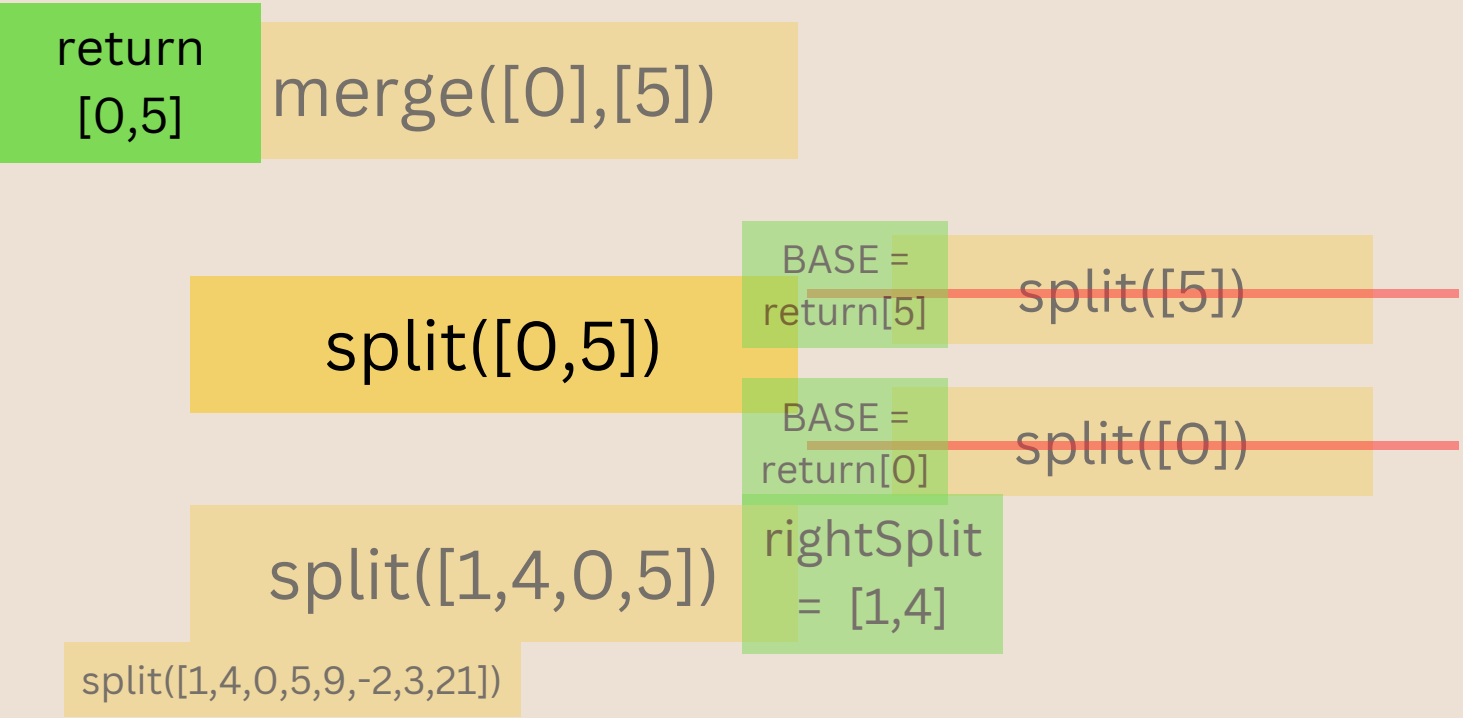 return
[0,5]
merge([0],[5])
BASE =
return[5]
split([5])
split([0,5])
BASE =
return[0]
split([0])
split([1,4,0,5])
rightSplit
= [1,4]
split([1,4,0,5,9,-2,3,21])